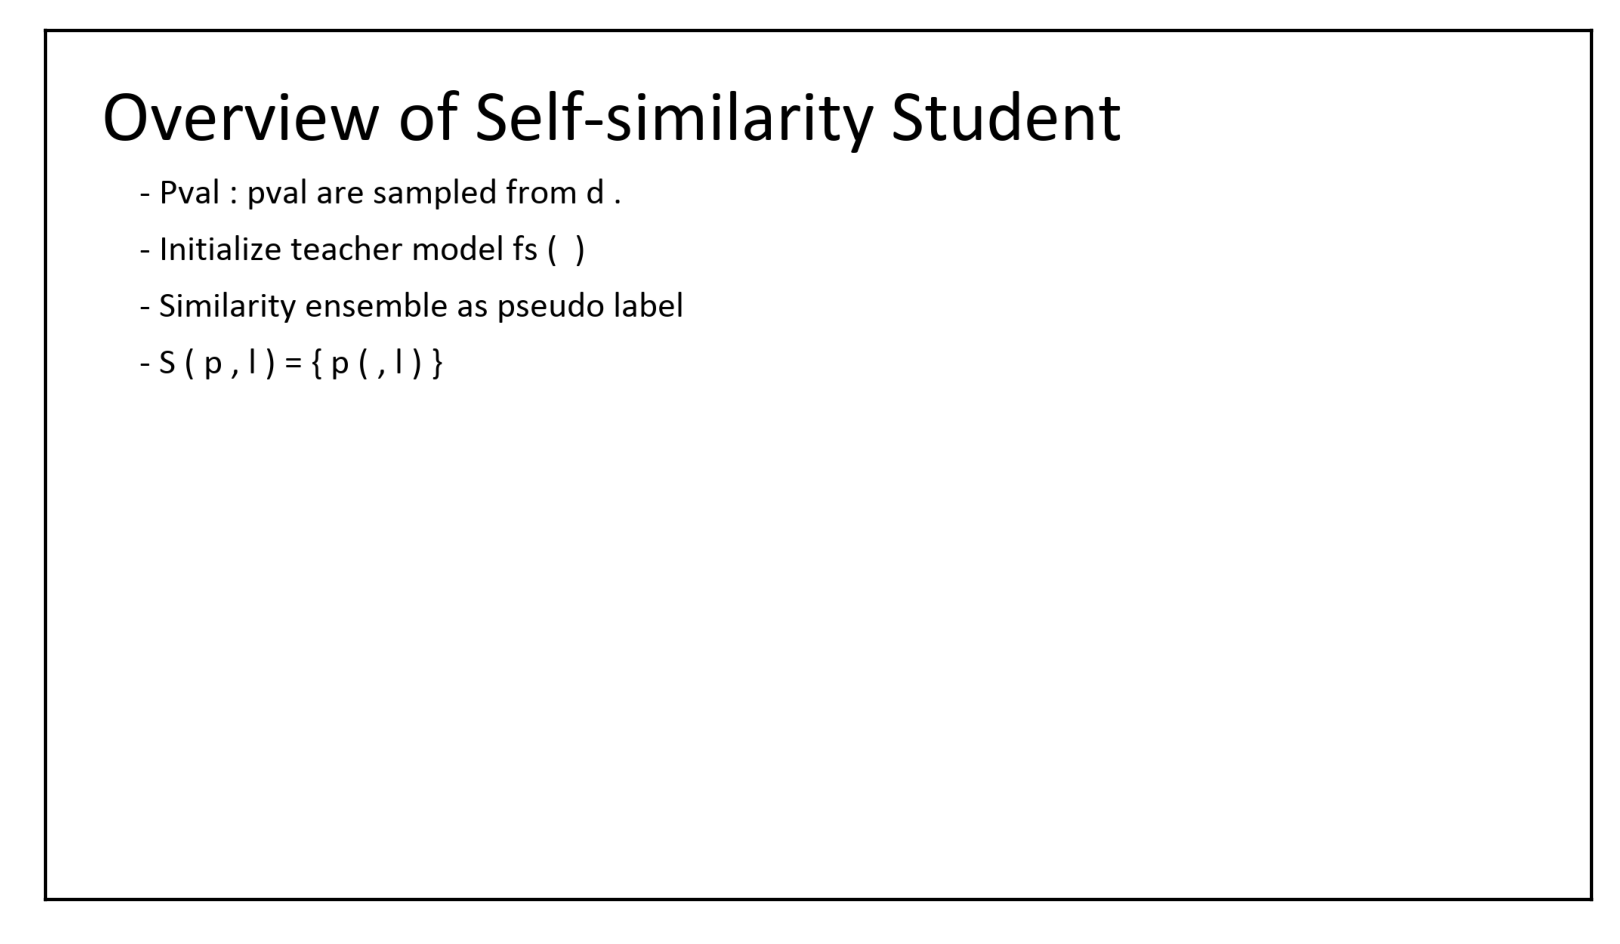 Overview of Self-similarity Student
- Pval : pval are sampled from d .
- Initialize teacher model fs (  )
- Similarity ensemble as pseudo label
- S ( p , l ) = { p ( , l ) }